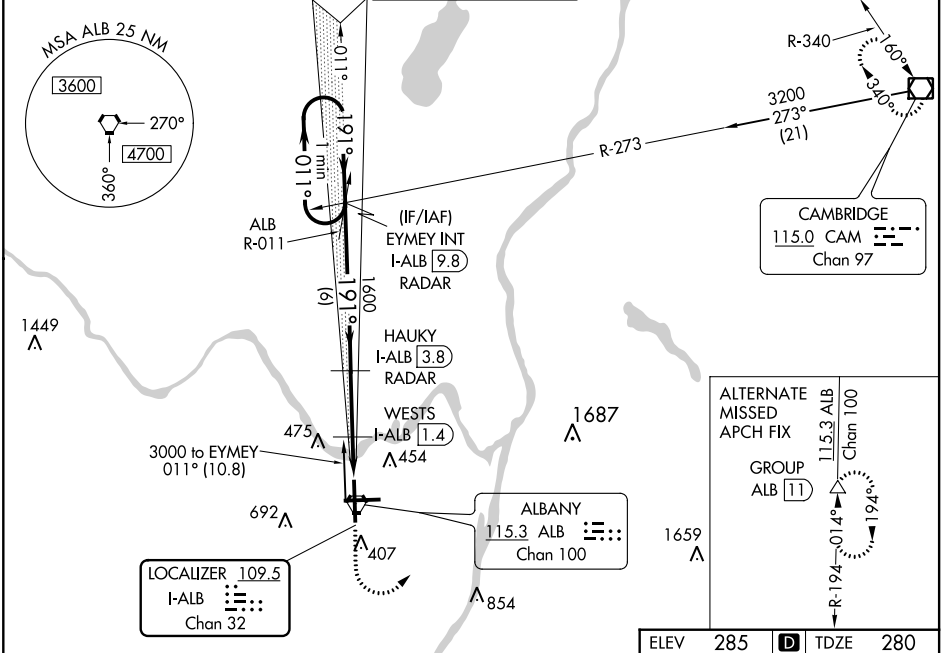 MSA ALB 25 NM
3600
270°
4700
360°
011°
191°
1 min
011°
ALB
R-011
(IF/IAF)
EYMEY INT
I-ALB 9.8
RADAR
R-340
160°
340°
3200
273°
(21)
R-273
CAMBRIDGE
115.0 CAM
Chan 97
1600
191°
(6)
1449
HAUKY
I-ALB 3.8
RADAR
WESTS
I-ALB 1.4
475
454
1687
3000 to EYMEY
011° (10.8)
692
407
ALBANY
115.3 ALB
Chan 100
LOCALIZER 109.5
I-ALB
Chan 32
854
1659
ALTERNATE
MISSED
APCH FIX
115.3 ALB
Chan 100
GROUP
ALB 11
014°
194°
R-194
ELEV 285 D TDZE 280